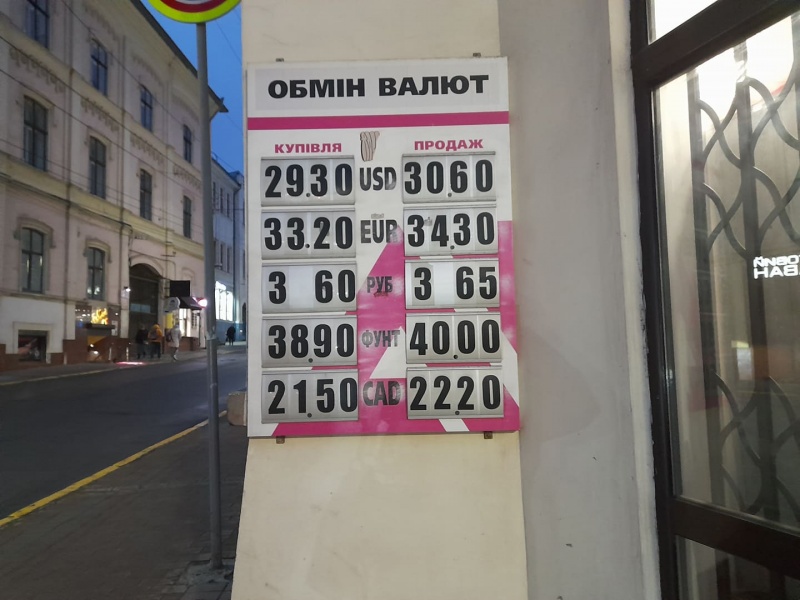 ОБМІН ВАЛЮТ
КУПІВЛЯ ПРОДАЖ
29.30 USD 30.60
33.20 EUR 34.30
3 60 РУБ 3 65
38.90 ФУНТ 40.00
21.50 CAD 22.20